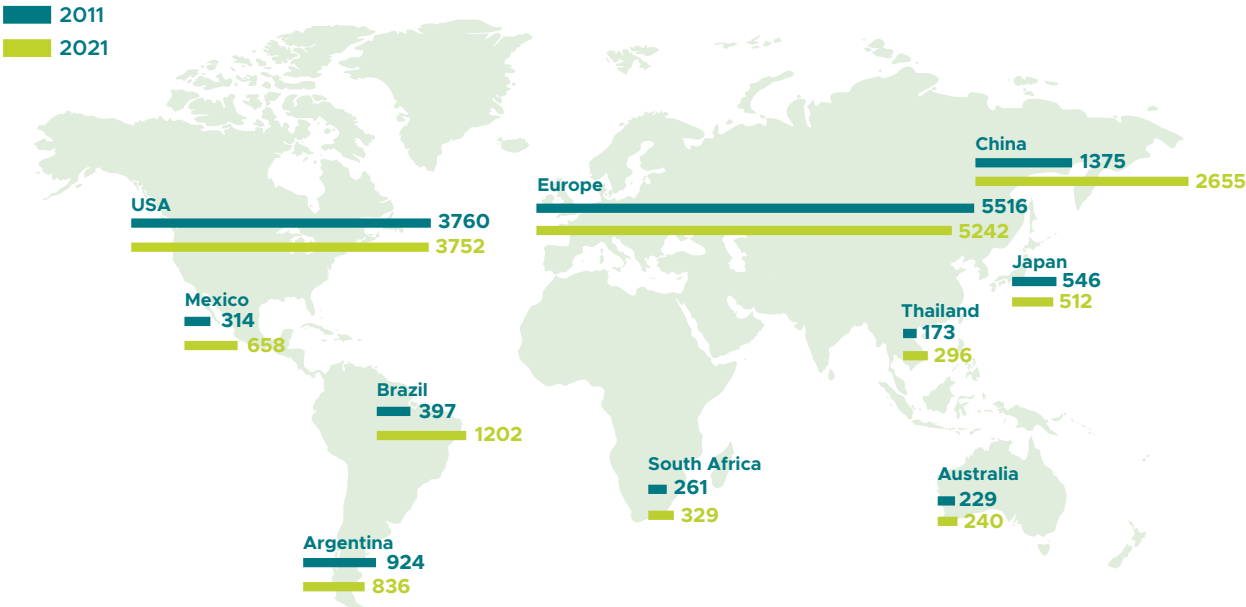 2011
2021
China
1375
2655
Europe
5516
5242
USA
3760
3752
Japan
546
512
Mexico
314
658
Thailand
173
296
Brazil
397
1202
South Africa
261
329
Australia
229
240
Argentina
924
836